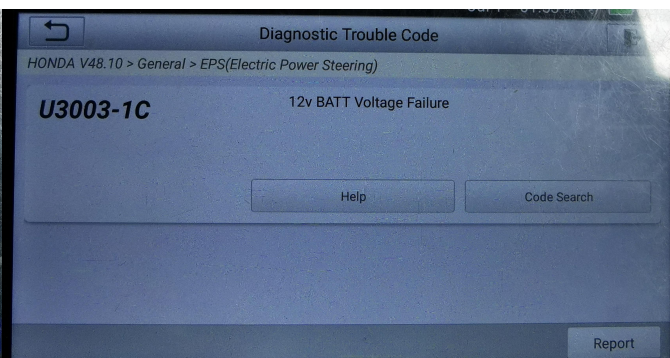 Diagnostic Trouble Code
HONDA V48.10 > General > EPS(Electric Power Steering)
U3003-1C
12v BATT Voltage Failure
Help
Code Search
Report